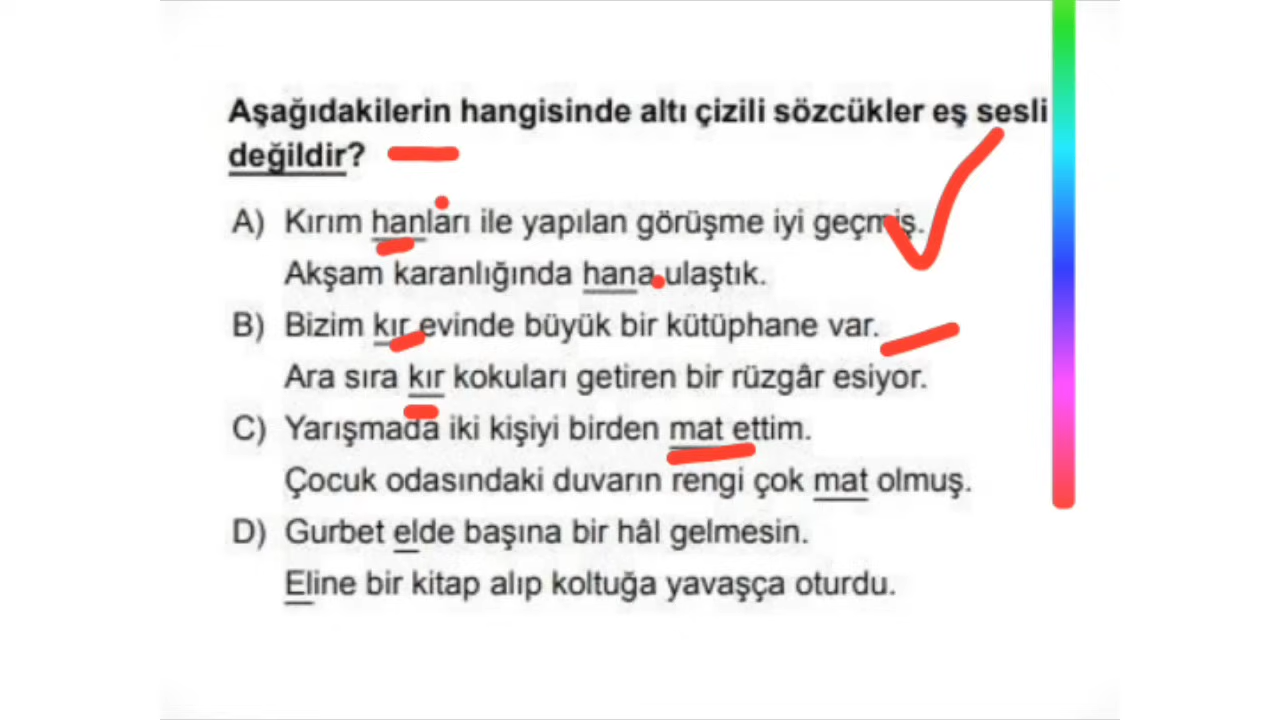 Aşağıdakilerin hangisinde altı çizili sözcükler eş sesli
değildir?
A) Kırım hanları ile yapılan görüşme iyi geçmiş.
Akşam karanlığında hana ulaştık.
B) Bizim kır evinde büyük bir kütüphane var.
Ara sıra kır kokuları getiren bir rüzgâr esiyor.
C) Yarışmada iki kişiyi birden mat ettim.
Çocuk odasındaki duvarın rengi çok mat olmuş.
D) Gurbet elde başına bir hâl gelmesin.
Eline bir kitap alıp koltuğa yavaşça oturdu.